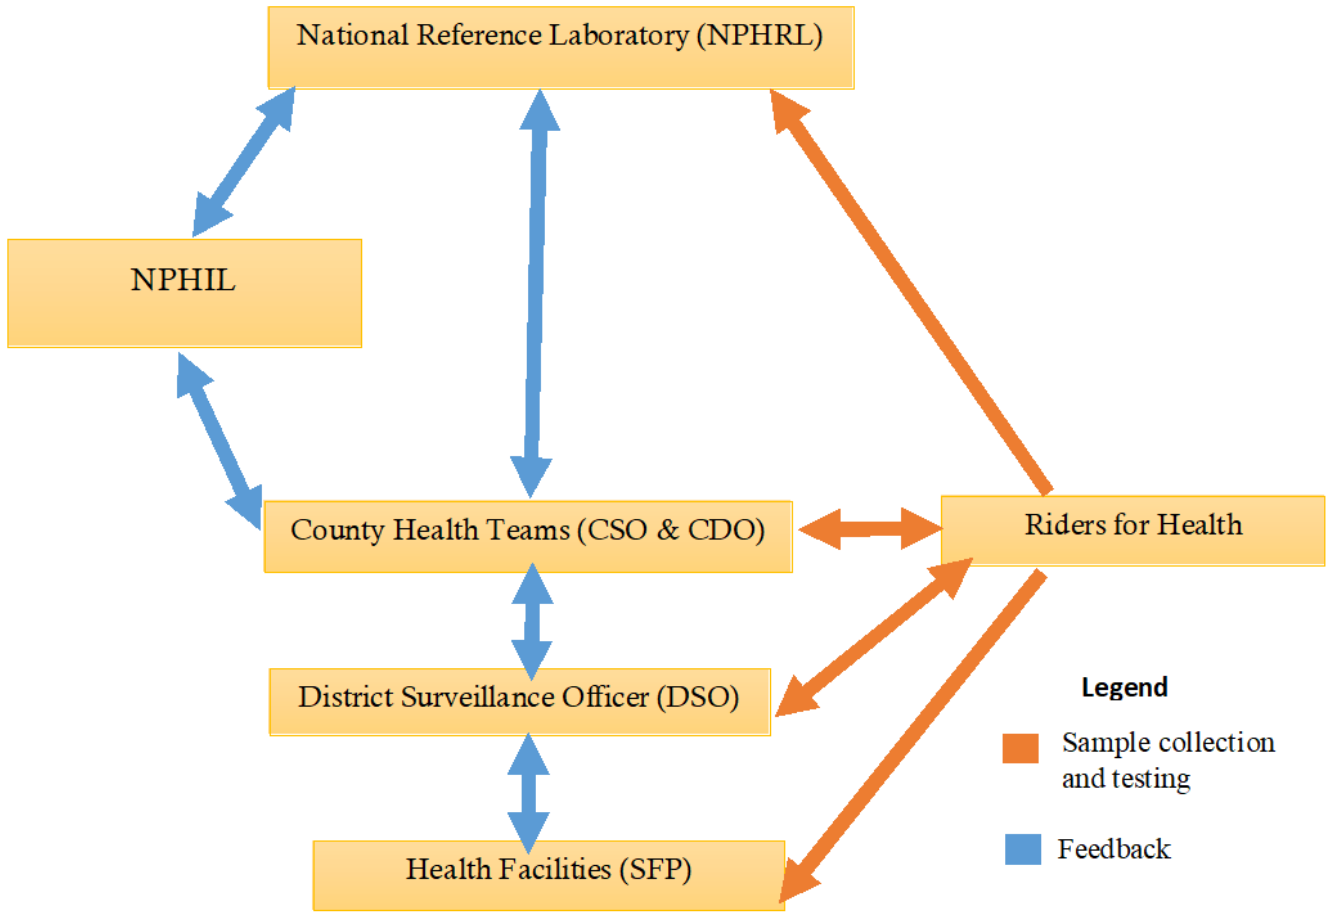 National Reference Laboratory (NPHRL)
NPHIL
County Health Teams (CSO & CDO)
Riders for Health
District Surveillance Officer (DSO)
Health Facilities (SFP)
Legend
Sample collection
and testing
Feedback